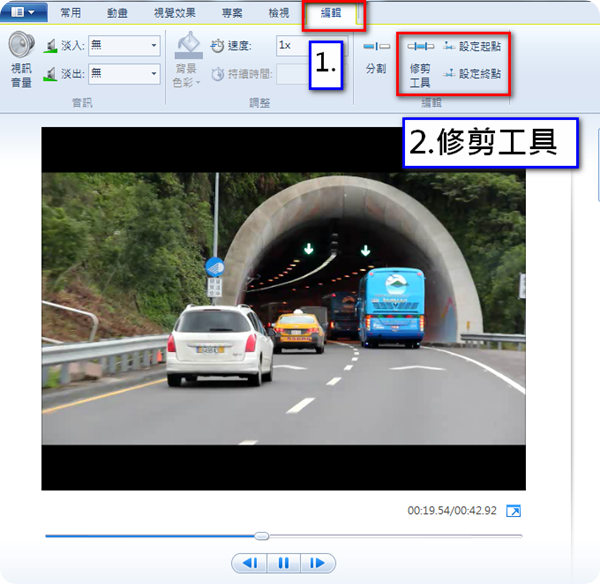 常用 動畫 視覺效果 專案 檢視 編輯
淡入: 無
速度: 1x
設定起點
視訊音量
背景色彩
分割
修剪工具
淡出: 無
持續時間:
設定終點
音訊
調整
編輯
1.
2.修剪工具
00:19.54/00:42.92